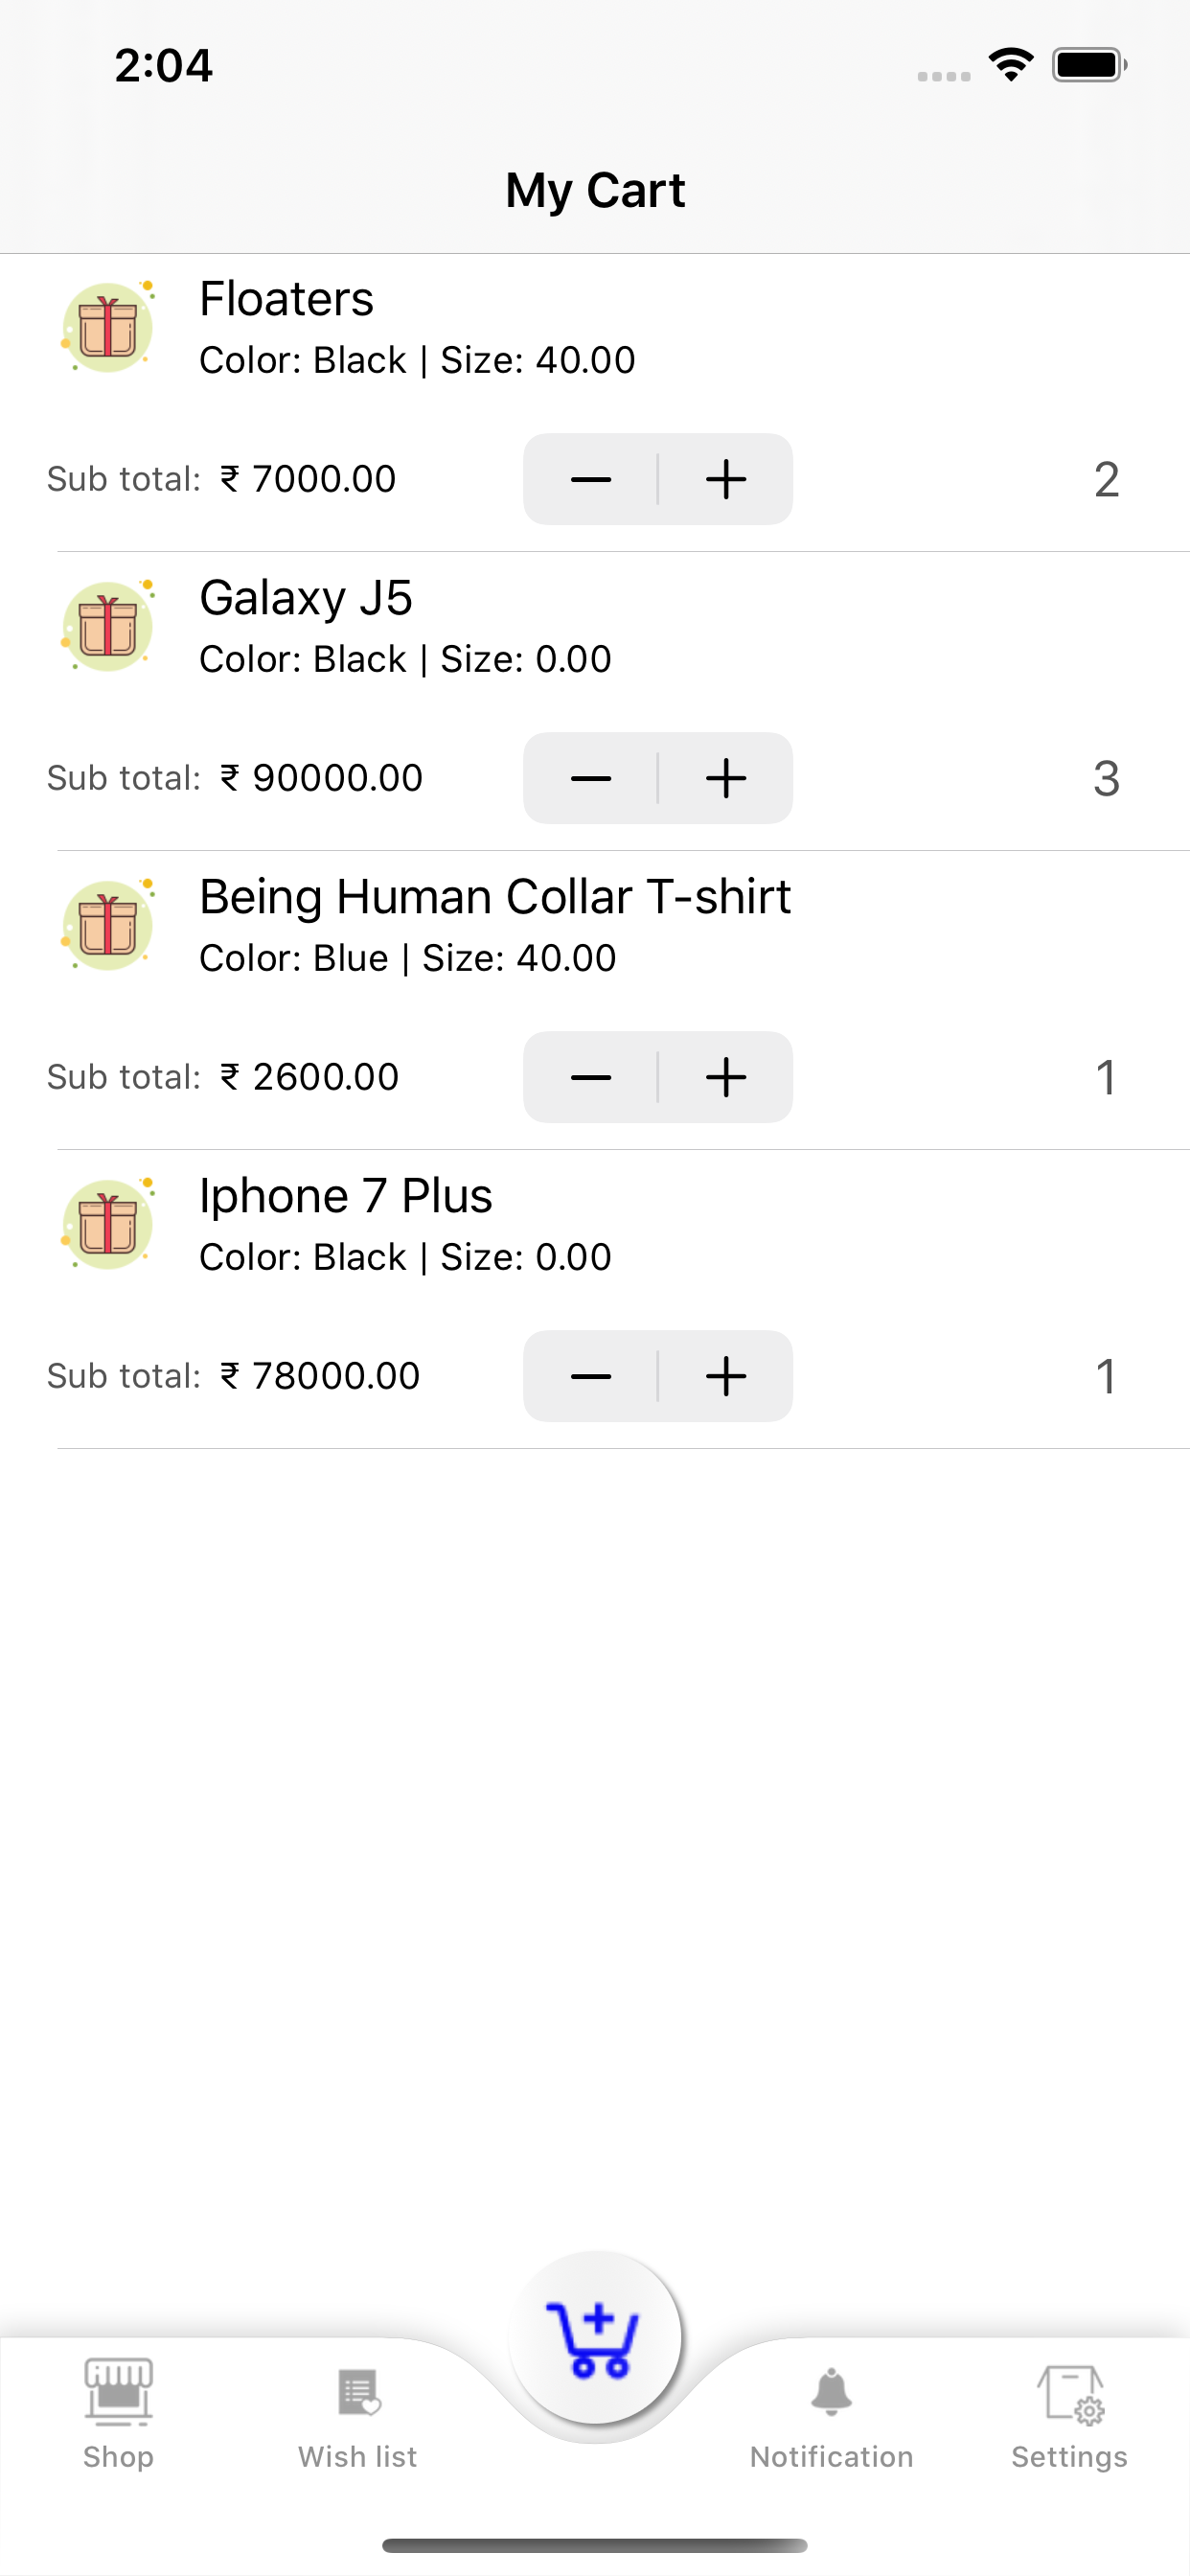 2:04
My Cart
Floaters
Color: Black | Size: 40.00
Sub total: ₹ 7000.00 2
Galaxy J5
Color: Black | Size: 0.00
Sub total: ₹ 90000.00 3
Being Human Collar T-shirt
Color: Blue | Size: 40.00
Sub total: ₹ 2600.00 1
Iphone 7 Plus
Color: Black | Size: 0.00
Sub total: ₹ 78000.00 1
Shop Wish list Notification Settings